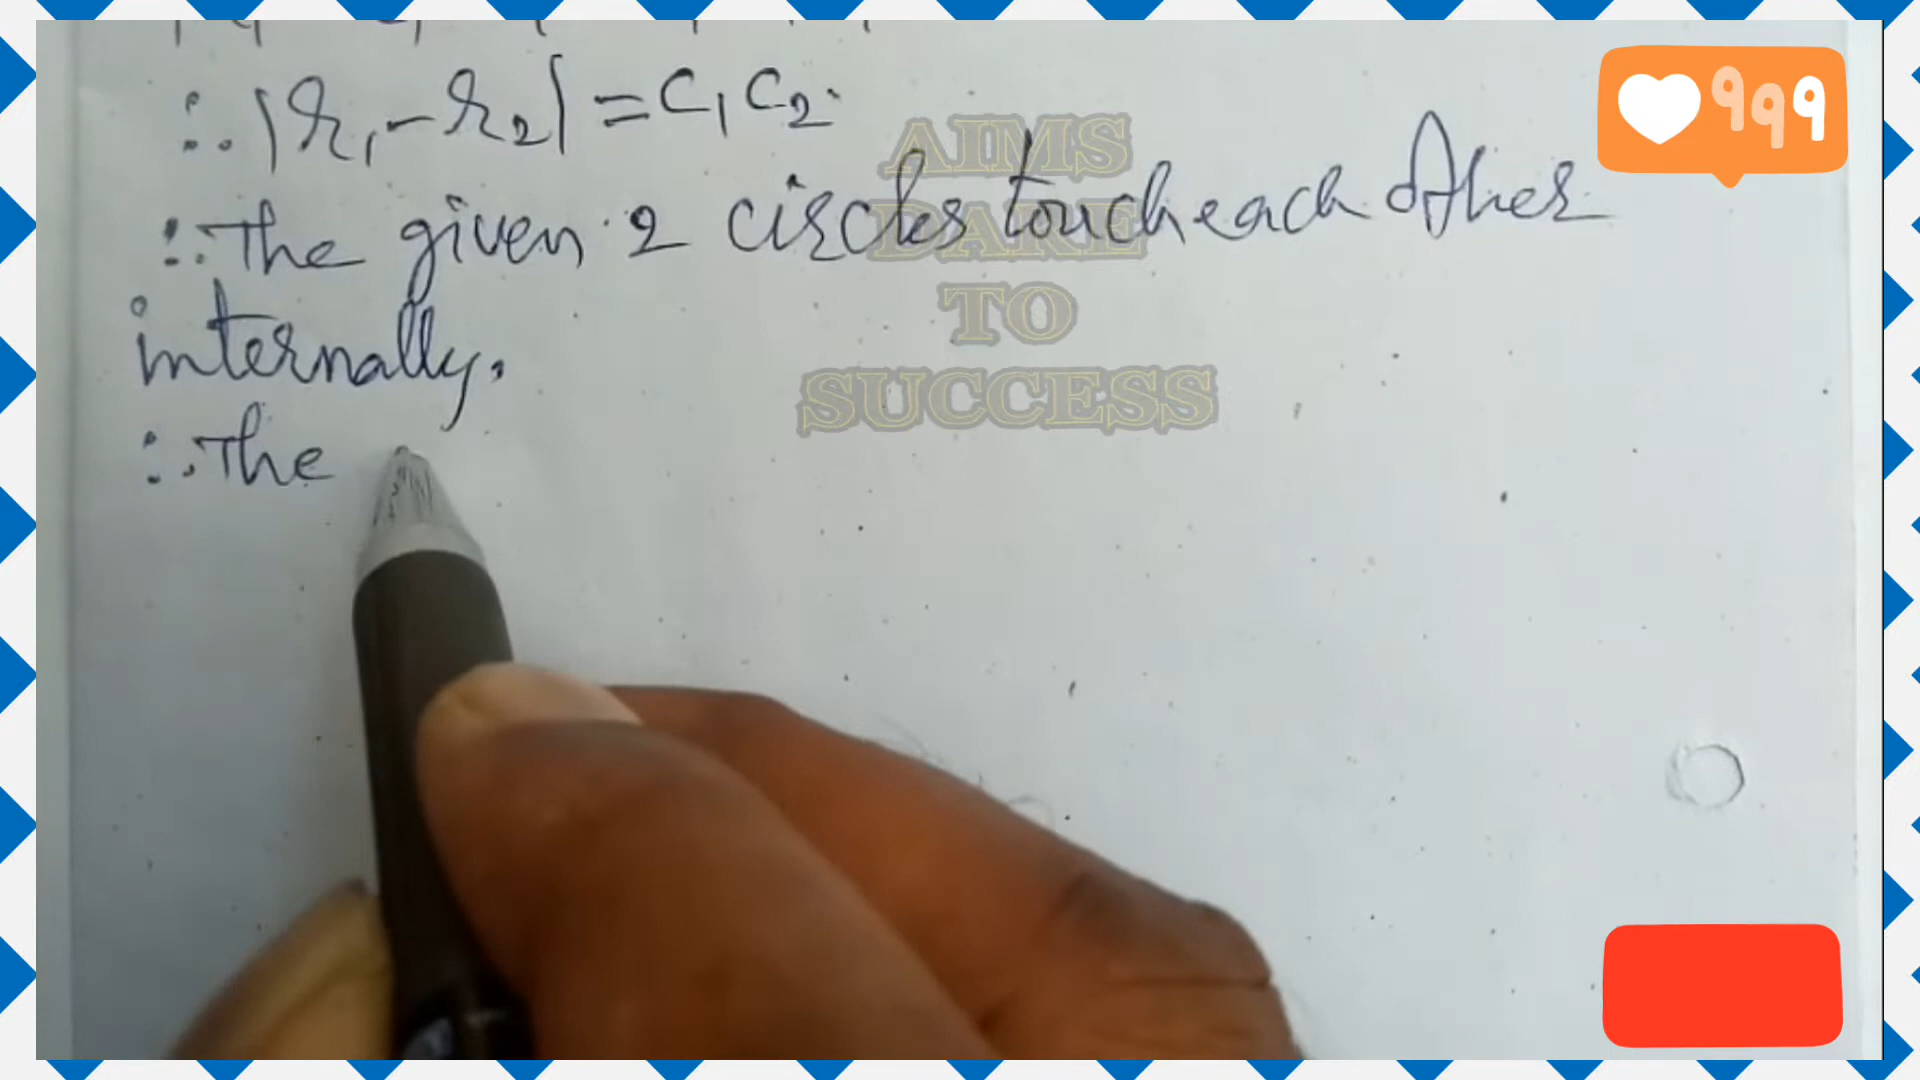 ∴ |r₁ - r₂| = C₁C₂.
∴ The given 2 circles touch each other
internally.
∴ The
AIMS
DARE
TO
SUCCESS
999